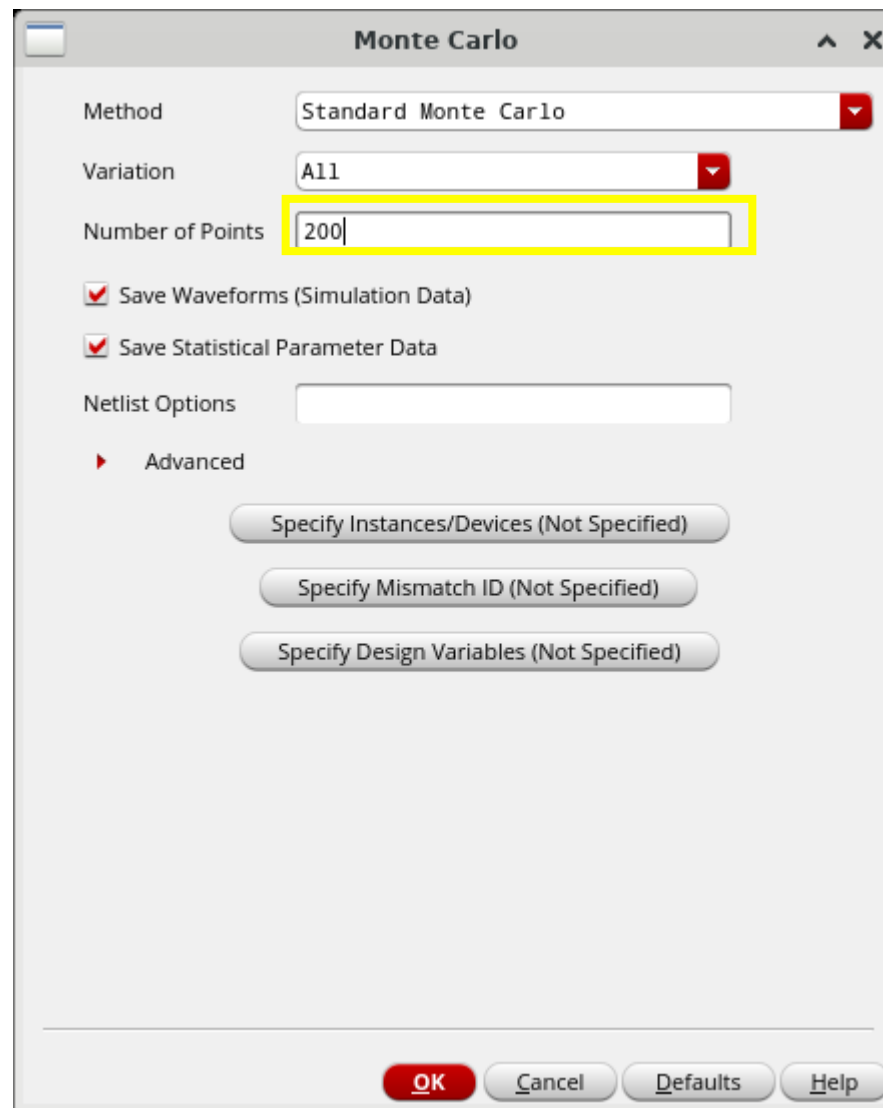 Monte Carlo
Method Standard Monte Carlo
Variation All
Number of Points 200
Save Waveforms (Simulation Data)
Save Statistical Parameter Data
Netlist Options
Advanced
Specify Instances/Devices (Not Specified)
Specify Mismatch ID (Not Specified)
Specify Design Variables (Not Specified)
OK Cancel Defaults Help